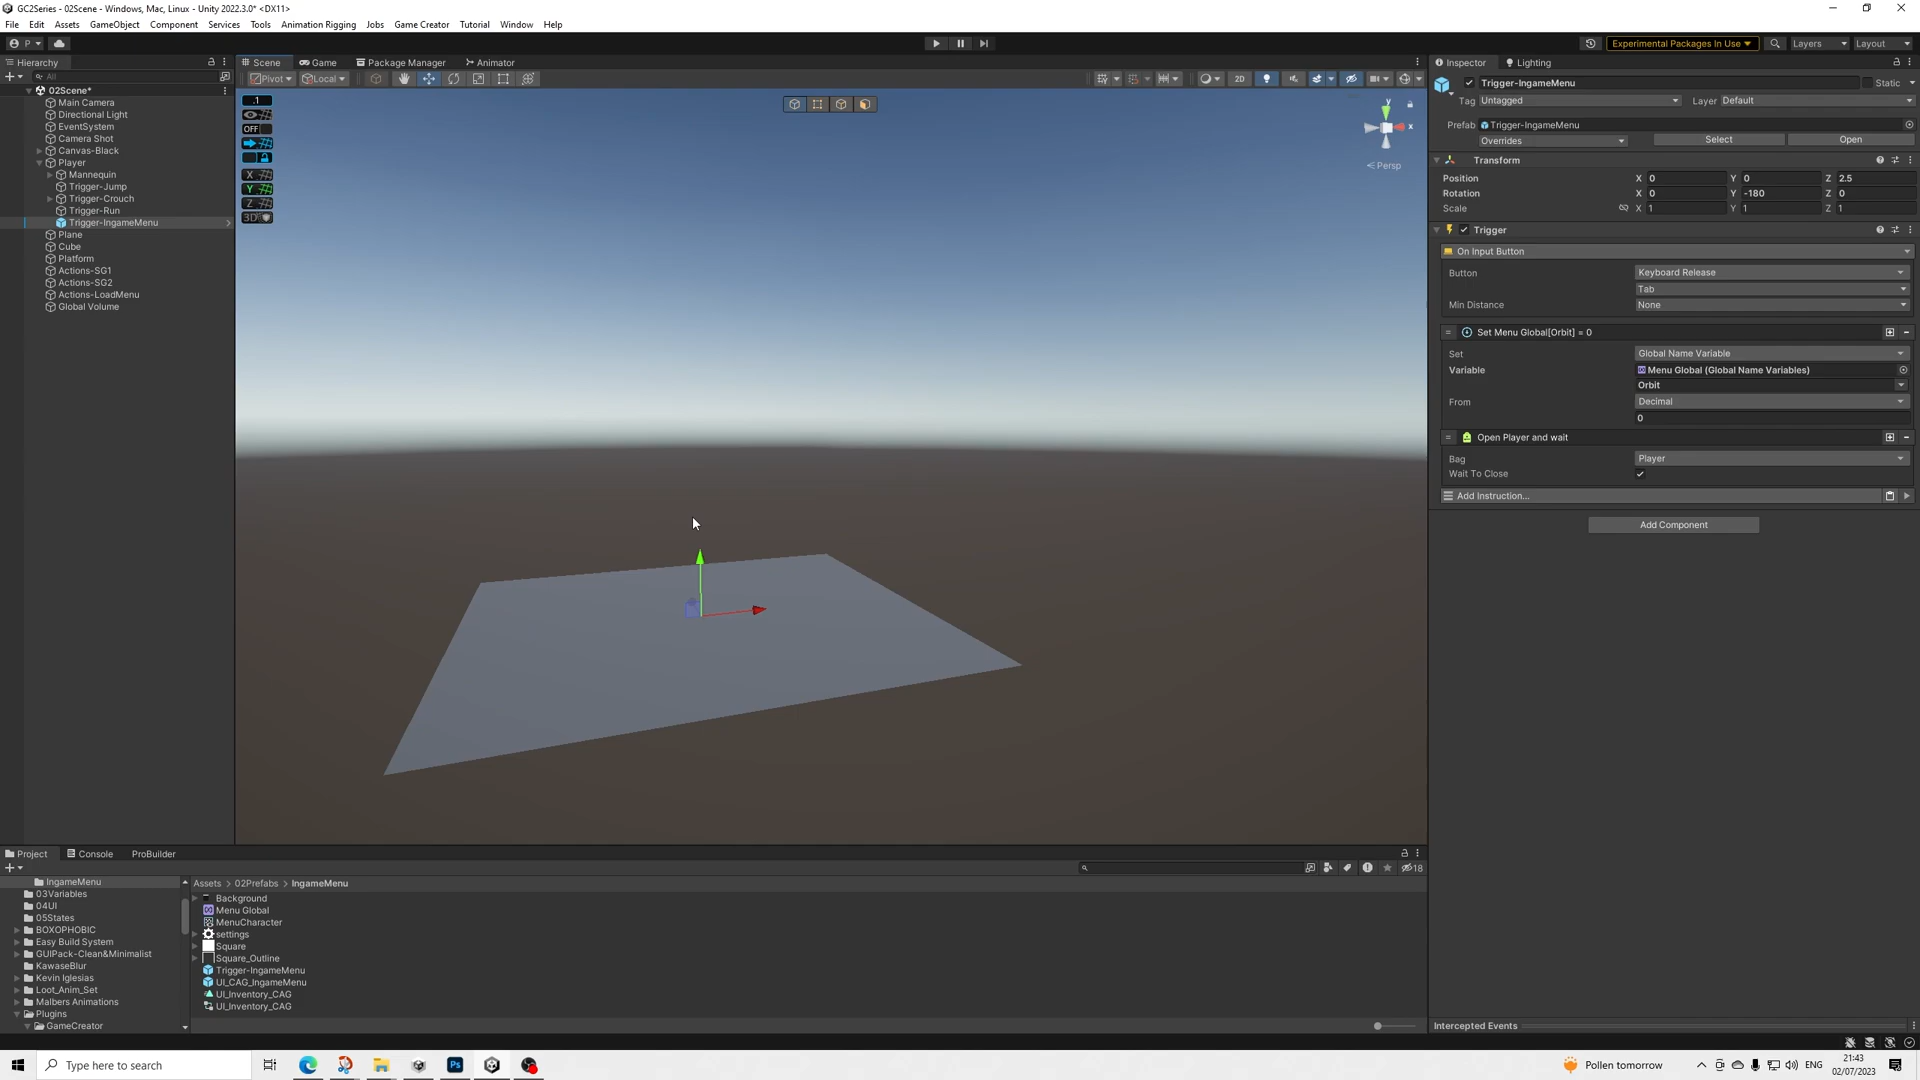 GC2Series - 02Scene - Windows, Mac, Linux - Unity 2022.3.0* <DX11>
File Edit Assets GameObject Component Services Tools Animation Rigging Jobs Game Creator Tutorial Window Help
P Experimental Packages In Use Layers Layout
Hierarchy
All
02Scene*
Main Camera
Directional Light
EventSystem
Camera Shot
Canvas-Black
Player
Mannequin
Trigger-Jump
Trigger-Crouch
Trigger-Run
Trigger-IngameMenu
Plane
Cube
Platform
Actions-SG1
Actions-SG2
Actions-LoadMenu
Global Volume
Scene Game Package Manager Animator
Pivot Local 2D
.1
OFF
X
Y
Z
3D
y
x
Persp
Inspector Lighting
Trigger-IngameMenu Static
Tag Untagged Layer Default
Prefab Trigger-IngameMenu
Overrides Select Open
Transform
Position X 0 Y 0 Z 2.5
Rotation X 0 Y -180 Z 0
Scale X 1 Y 1 Z 1
Trigger
On Input Button
Button Keyboard Release
Tab
Min Distance None
Set Menu Global[Orbit] = 0
Set Global Name Variable
Variable Menu Global (Global Name Variables)
Orbit
From Decimal
0
Open Player and wait
Bag Player
Wait To Close
Add Instruction...
Add Component
Intercepted Events
Project Console ProBuilder
18
IngameMenu
03Variables
04UI
05States
BOXOPHOBIC
Easy Build System
GUIPack-Clean&Minimalist
KawaseBlur
Kevin Iglesias
Loot_Anim_Set
Malbers Animations
Plugins
GameCreator
Assets > 02Prefabs > IngameMenu
Background
Menu Global
MenuCharacter
settings
Square
Square_Outline
Trigger-IngameMenu
UI_CAG_IngameMenu
UI_Inventory_CAG
UI_Inventory_CAG
Type here to search
Ps
Pollen tomorrow
ENG
21:43
02/07/2023